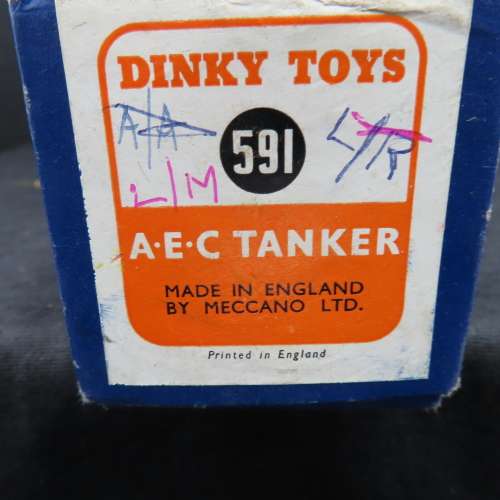 DINKY TOYS
A/A 591 L/R
L/M
A·E·C TANKER
MADE IN ENGLAND
BY MECCANO LTD.
Printed in England